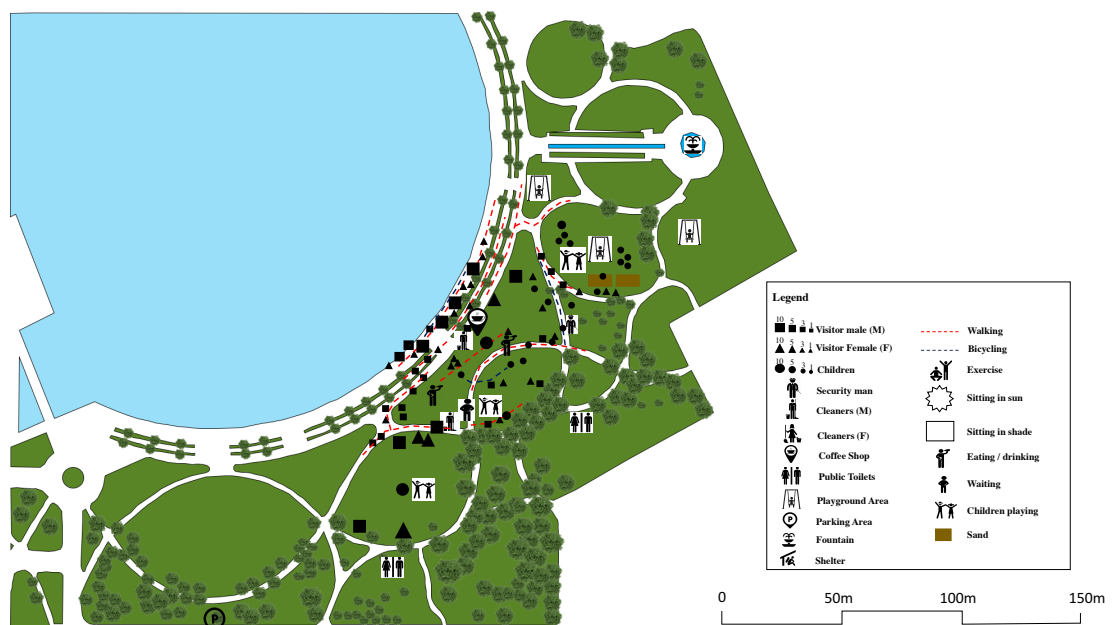 Legend
10 5 3 1 Visitor male (M)
10 5 3 1 Visitor Female (F)
10 5 3 1 Children
Security man
Cleaners (M)
Cleaners (F)
Coffee Shop
Public Toilets
Playground Area
P Parking Area
Fountain
Shelter
Walking
Bicycling
Exercise
Sitting in sun
Sitting in shade
Eating / drinking
Waiting
Children playing
Sand
0 50m 100m 150m
P